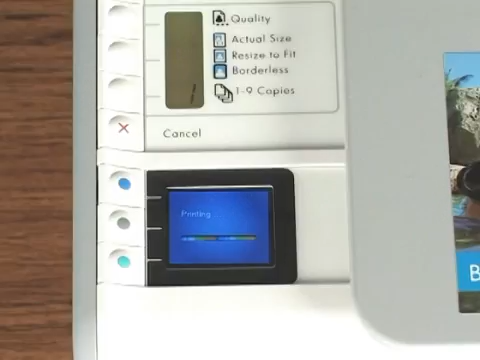 Quality
Actual Size
Resize to Fit
Borderless
1-9 Copies
Cancel
Printing...
B